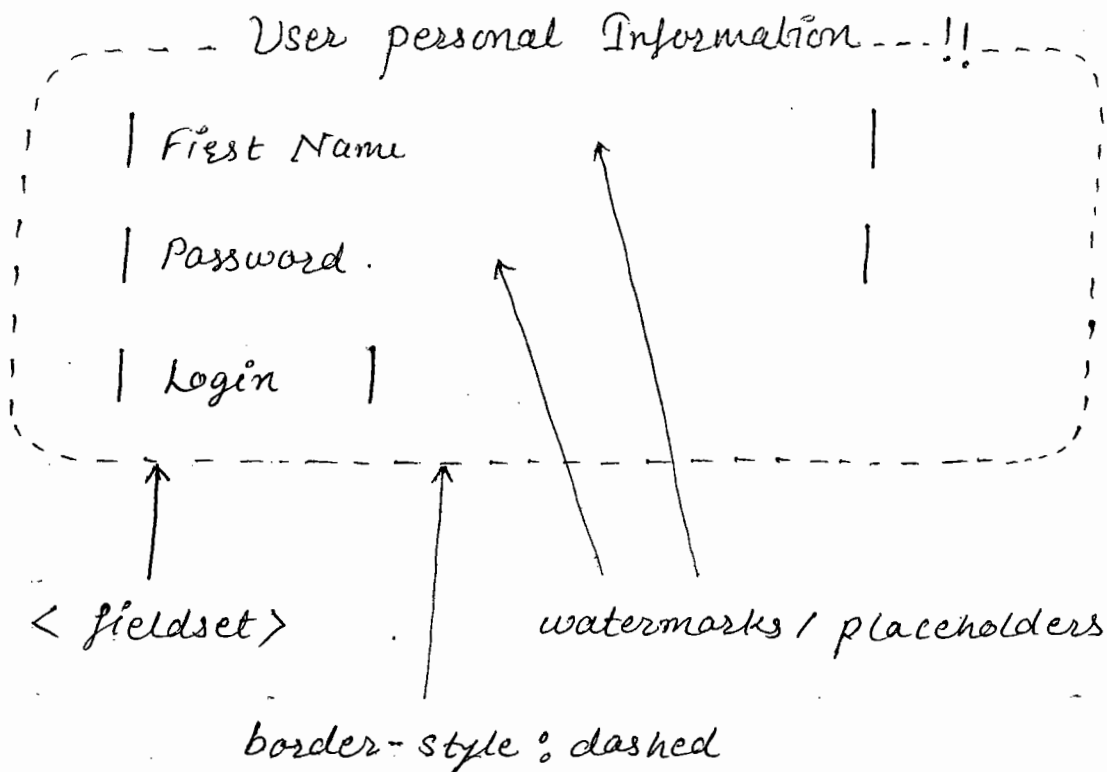 User personal Information !!
First Name
Password.
Login
< fieldset>
watermarks / placeholders
border-style : dashed